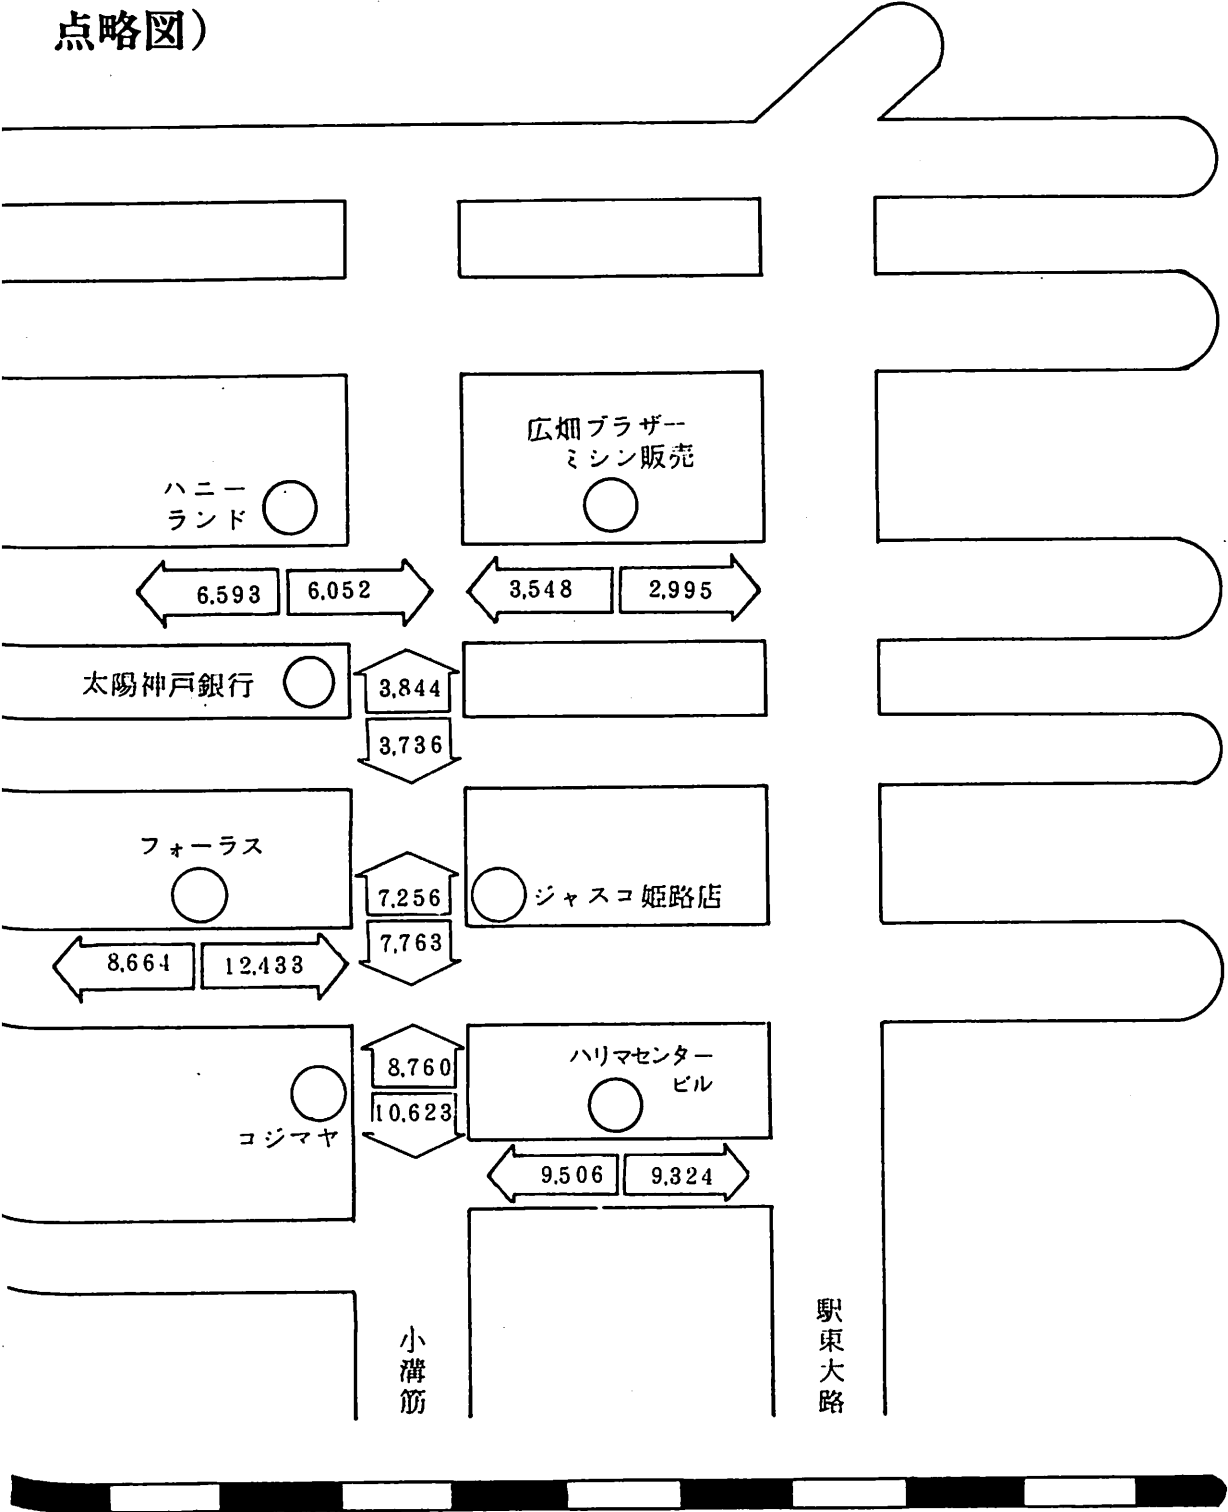 点略図)
広畑ブラザー
ミシン販売
ハニー
ランド
6,593
6,052
3,548
2,995
太陽神戸銀行
3,844
3,736
フォーラス
7,256
ジャスコ姫路店
7,763
8,664
12,433
8,760
ハリマセンター
ビル
10,623
コジマヤ
9,506
9,324
小溝筋
駅東大路